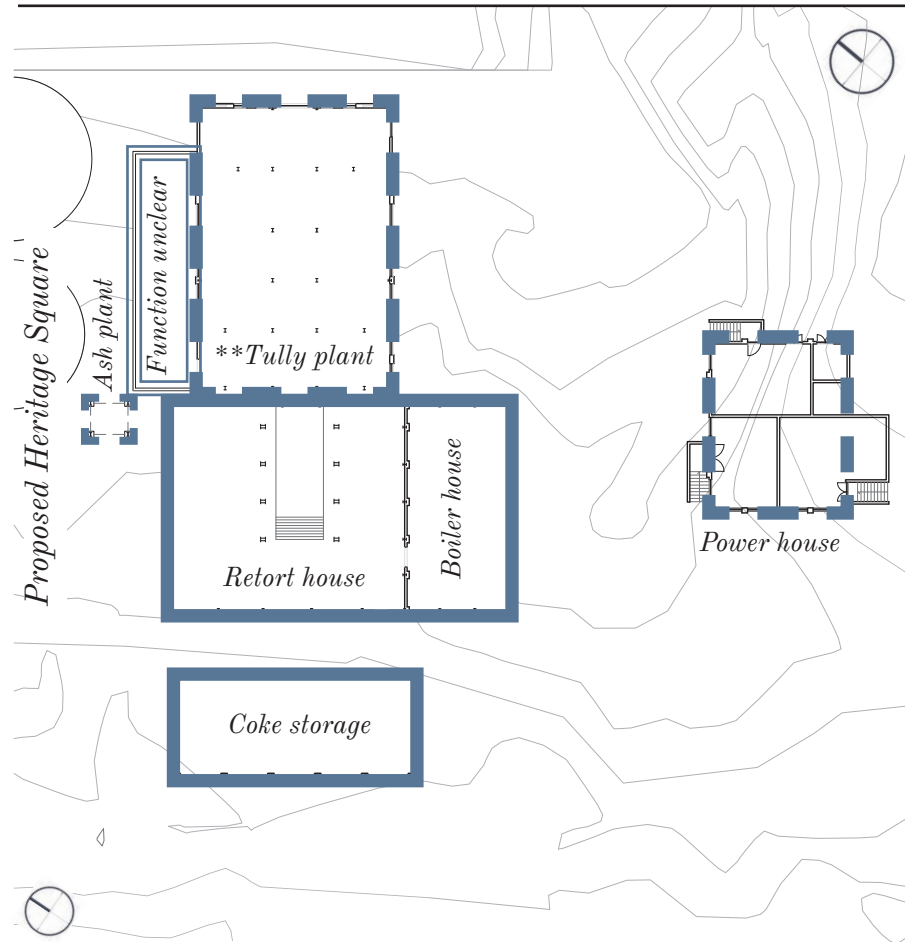 Proposed Heritage Square
Ash plant
Function unclear
**Tully plant
Retort house
Boiler house
Power house
Coke storage